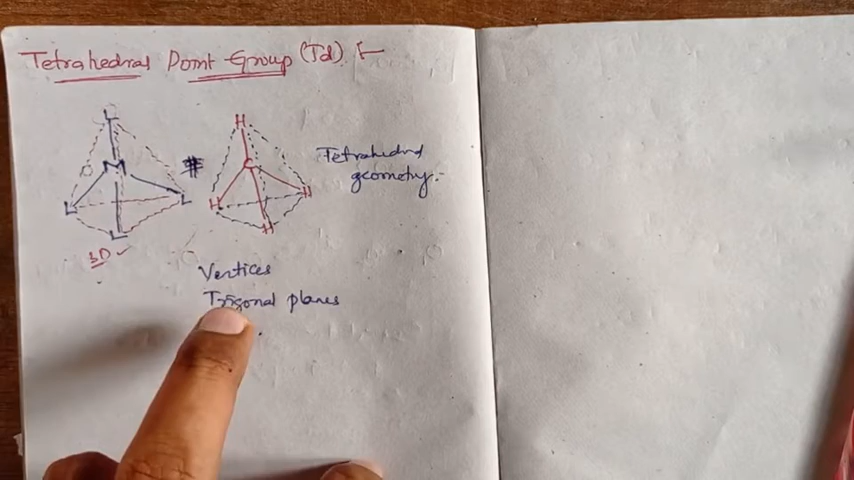 Tetrahedral Point Group (Td) :-
L
M
L
L
L
3D ✓
#
H
C
H
H
H
Tetrahedral
geometry:-
Vertices
Trigonal planes